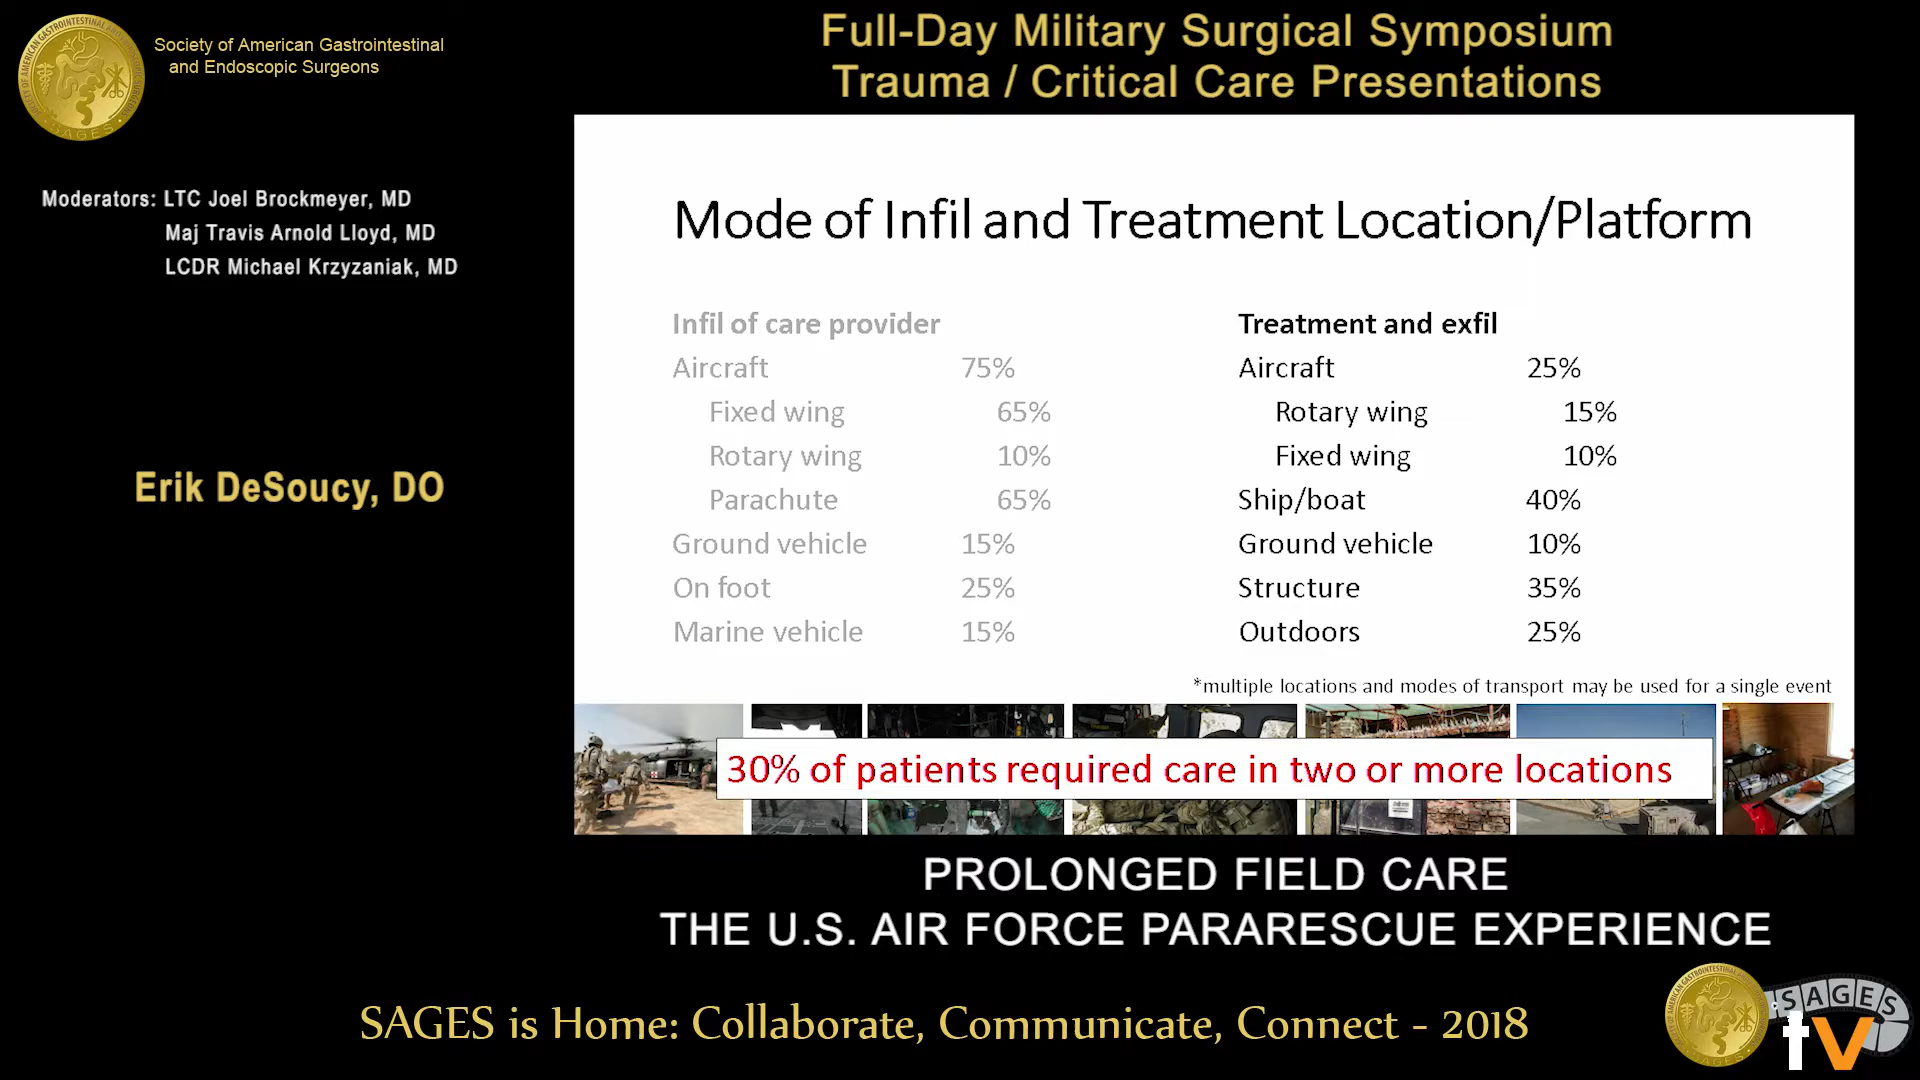 Society of American Gastrointestinal
and Endoscopic Surgeons
Full-Day Military Surgical Symposium
Trauma / Critical Care Presentations
Moderators: LTC Joel Brockmeyer, MD
Maj Travis Arnold Lloyd, MD
LCDR Michael Krzyzaniak, MD
Erik DeSoucy, DO
Mode of Infil and Treatment Location/Platform
Infil of care provider
Aircraft 75%
Fixed wing 65%
Rotary wing 10%
Parachute 65%
Ground vehicle 15%
On foot 25%
Marine vehicle 15%
Treatment and exfil
Aircraft 25%
Rotary wing 15%
Fixed wing 10%
Ship/boat 40%
Ground vehicle 10%
Structure 35%
Outdoors 25%
*multiple locations and modes of transport may be used for a single event
30% of patients required care in two or more locations
PROLONGED FIELD CARE
THE U.S. AIR FORCE PARARESCUE EXPERIENCE
SAGES is Home: Collaborate, Communicate, Connect - 2018
SAGES
tv